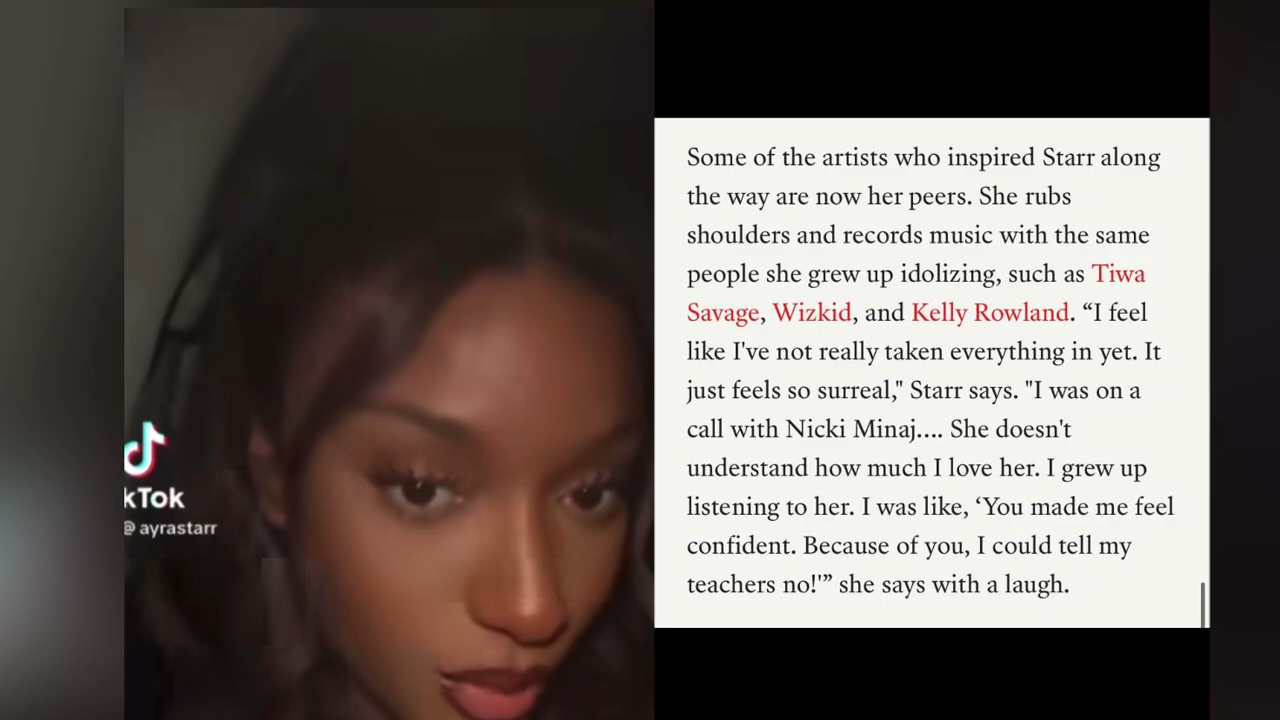 kTok
@ ayrastarr
Some of the artists who inspired Starr along
the way are now her peers. She rubs
shoulders and records music with the same
people she grew up idolizing, such as Tiwa
Savage, Wizkid, and Kelly Rowland. “I feel
like I've not really taken everything in yet. It
just feels so surreal," Starr says. "I was on a
call with Nicki Minaj.... She doesn't
understand how much I love her. I grew up
listening to her. I was like, ‘You made me feel
confident. Because of you, I could tell my
teachers no!'” she says with a laugh.